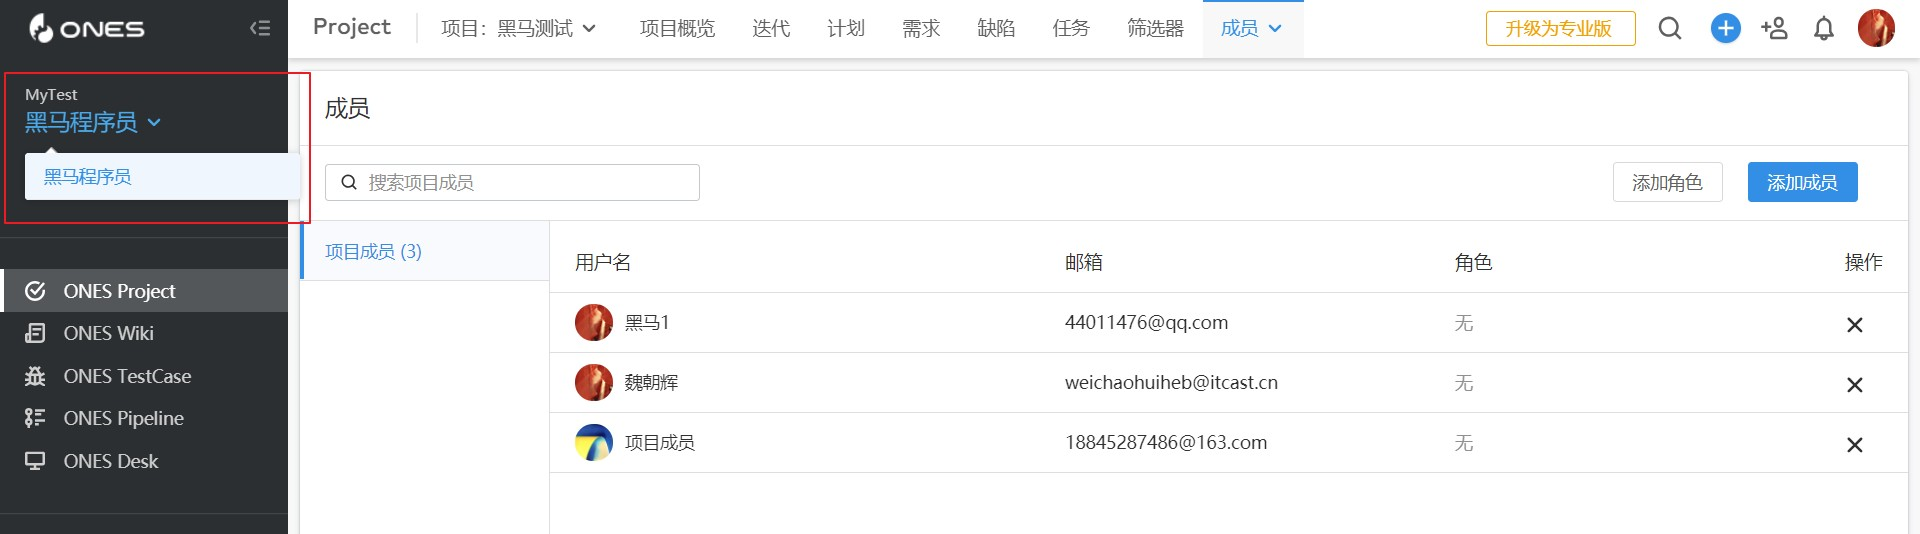 ONES
Project
项目：黑马测试
项目概览
迭代
计划
需求
缺陷
任务
筛选器
成员
升级为专业版
MyTest
黑马程序员
黑马程序员
ONES Project
ONES Wiki
ONES TestCase
ONES Pipeline
ONES Desk
成员
搜索项目成员
添加角色
添加成员
项目成员 (3)
用户名 邮箱 角色 操作
黑马1 44011476@qq.com 无
魏朝辉 weichaohuiheb@itcast.cn 无
项目成员 18845287486@163.com 无